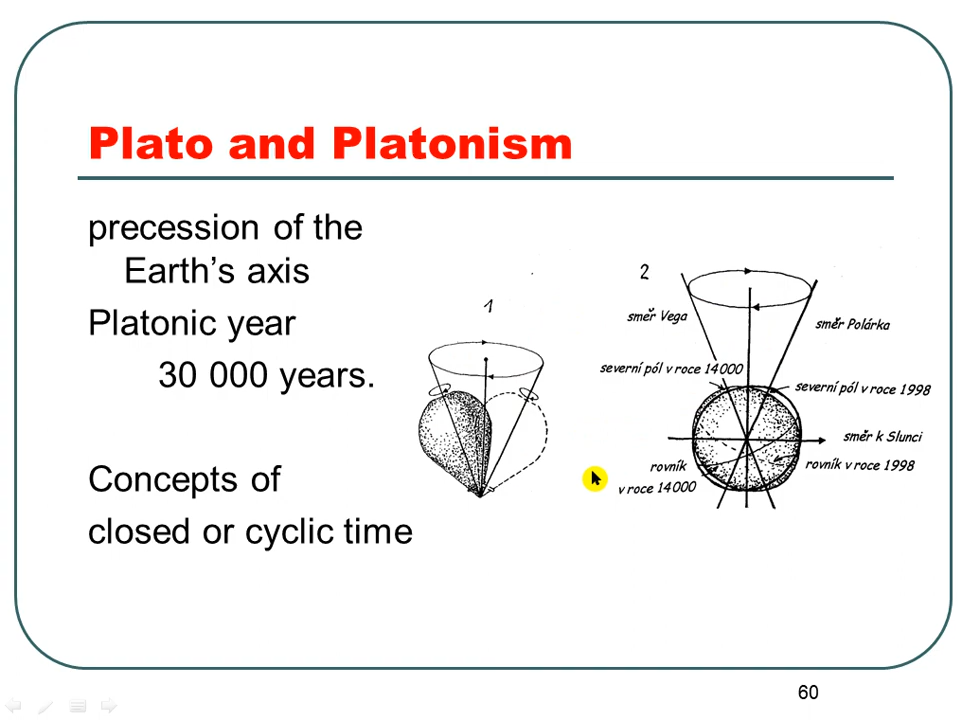 Plato and Platonism
precession of the
Earth’s axis
Platonic year
30 000 years.
Concepts of
closed or cyclic time
1
2
směr Vega
směr Polárka
severní pól v roce 14000
severní pól v roce 1998
směr k Slunci
rovník
v roce 14000
rovník v roce 1998
60